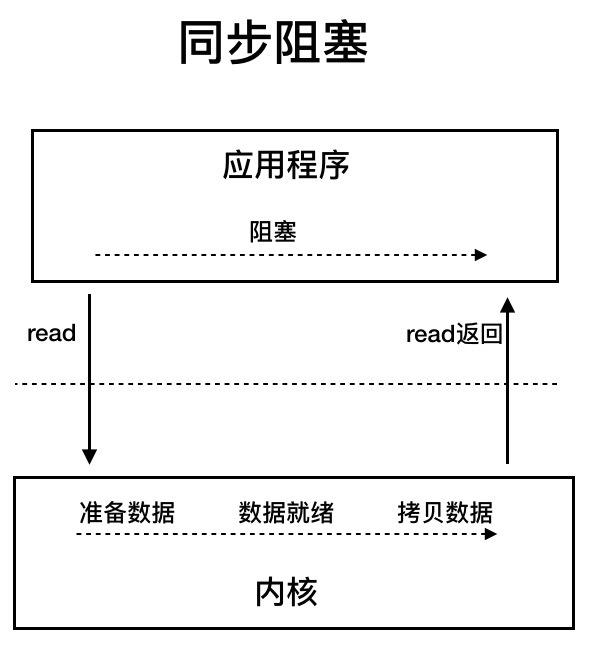 同步阻塞
应用程序
阻塞
read
read返回
准备数据 数据就绪 拷贝数据
内核